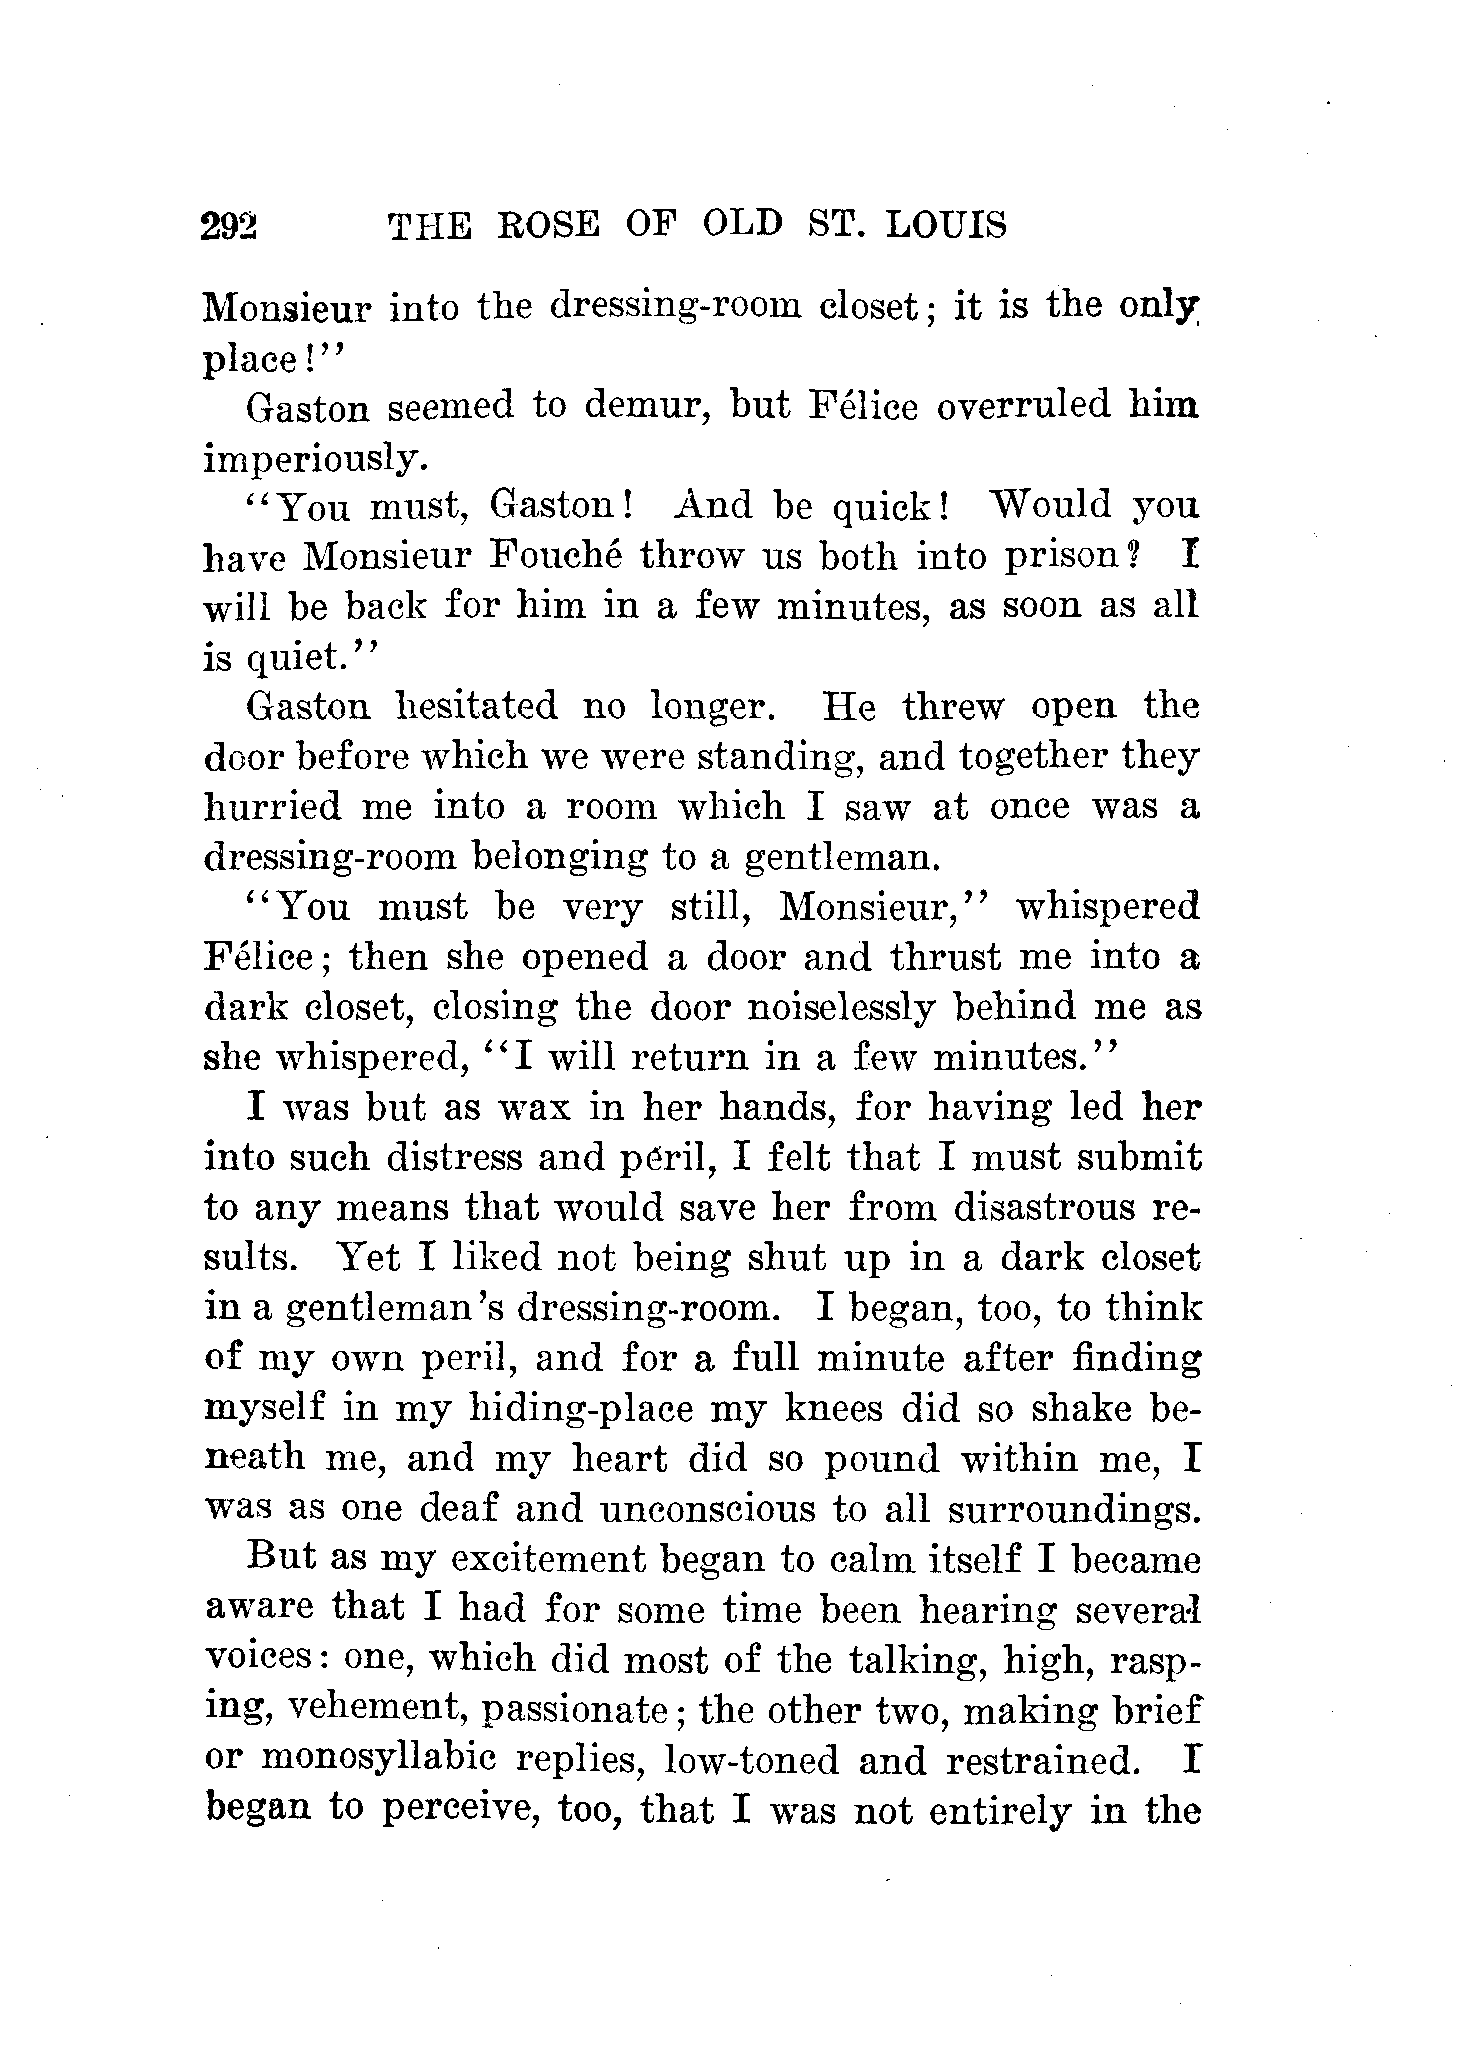 292 THE ROSE OF OLD ST. LOUIS
Monsieur into the dressing-room closet; it is the only
place!''
Gaston seemed to demur, but Félice overruled him
imperiously.
``You must, Gaston! And be quick! Would you
have Monsieur Fouché throw us both into prison? I
will be back for him in a few minutes, as soon as all
is quiet.''
Gaston hesitated no longer. He threw open the
door before which we were standing, and together they
hurried me into a room which I saw at once was a
dressing-room belonging to a gentleman.
``You must be very still, Monsieur,'' whispered
Félice; then she opened a door and thrust me into a
dark closet, closing the door noiselessly behind me as
she whispered, ``I will return in a few minutes.''
I was but as wax in her hands, for having led her
into such distress and peril, I felt that I must submit
to any means that would save her from disastrous re-
sults. Yet I liked not being shut up in a dark closet
in a gentleman's dressing-room. I began, too, to think
of my own peril, and for a full minute after finding
myself in my hiding-place my knees did so shake be-
neath me, and my heart did so pound within me, I
was as one deaf and unconscious to all surroundings.
But as my excitement began to calm itself I became
aware that I had for some time been hearing several
voices: one, which did most of the talking, high, rasp-
ing, vehement, passionate; the other two, making brief
or monosyllabic replies, low-toned and restrained. I
began to perceive, too, that I was not entirely in the